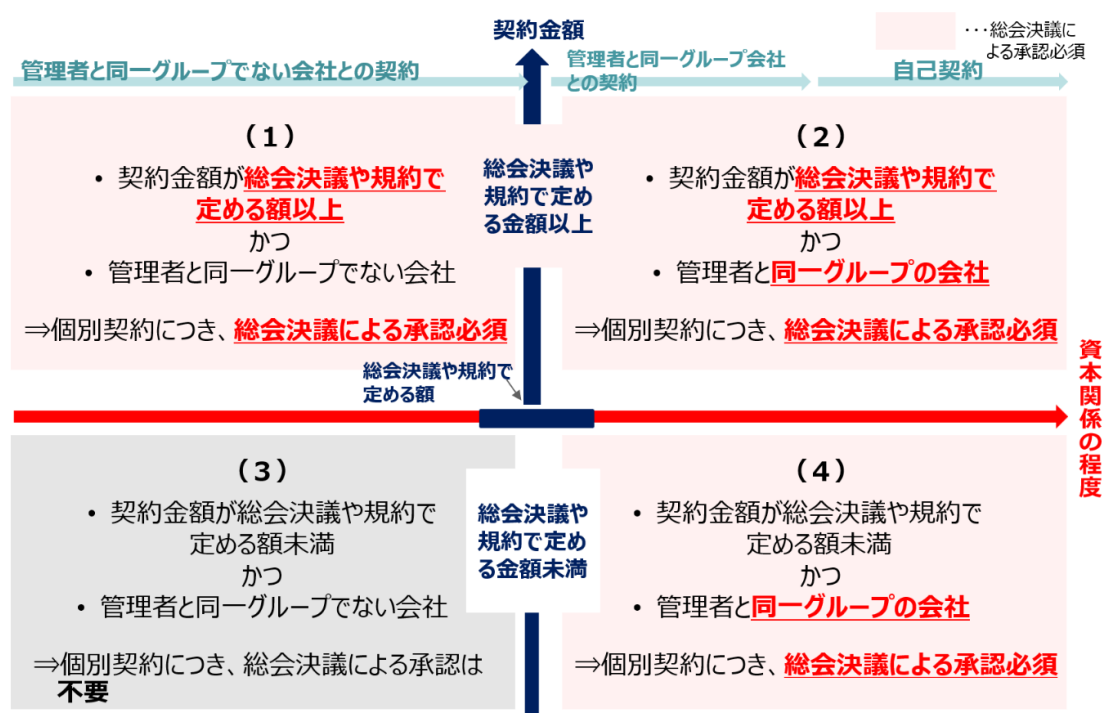 契約金額
・・・総会決議に
よる承認必須
管理者と同一グループでない会社との契約
管理者と同一グループ会社
との契約
自己契約
（１）
• 契約金額が総会決議や規約で
定める額以上
かつ
• 管理者と同一グループでない会社
⇒個別契約につき、総会決議による承認必須
総会決議や
規約で定め
る金額以上
（２）
• 契約金額が総会決議や規約で
定める額以上
かつ
• 管理者と同一グループの会社
⇒個別契約につき、総会決議による承認必須
総会決議や規約で
定める額
資本関係の程度
（３）
• 契約金額が総会決議や規約で
定める額未満
かつ
• 管理者と同一グループでない会社
⇒個別契約につき、総会決議による承認は
不要
総会決議や
規約で定め
る金額未満
（４）
• 契約金額が総会決議や規約で
定める額未満
かつ
• 管理者と同一グループの会社
⇒個別契約につき、総会決議による承認必須